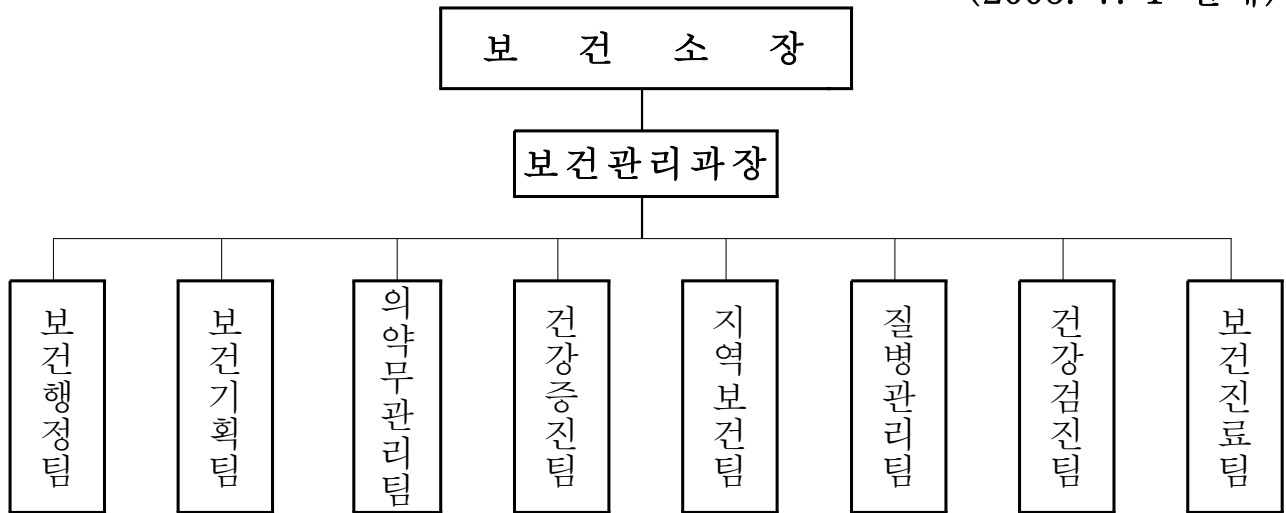 보 건 소 장
보건관리과장
보건행정팀
보건기획팀
의약무관리팀
건강증진팀
지역보건팀
질병관리팀
건강검진팀
보건진료팀